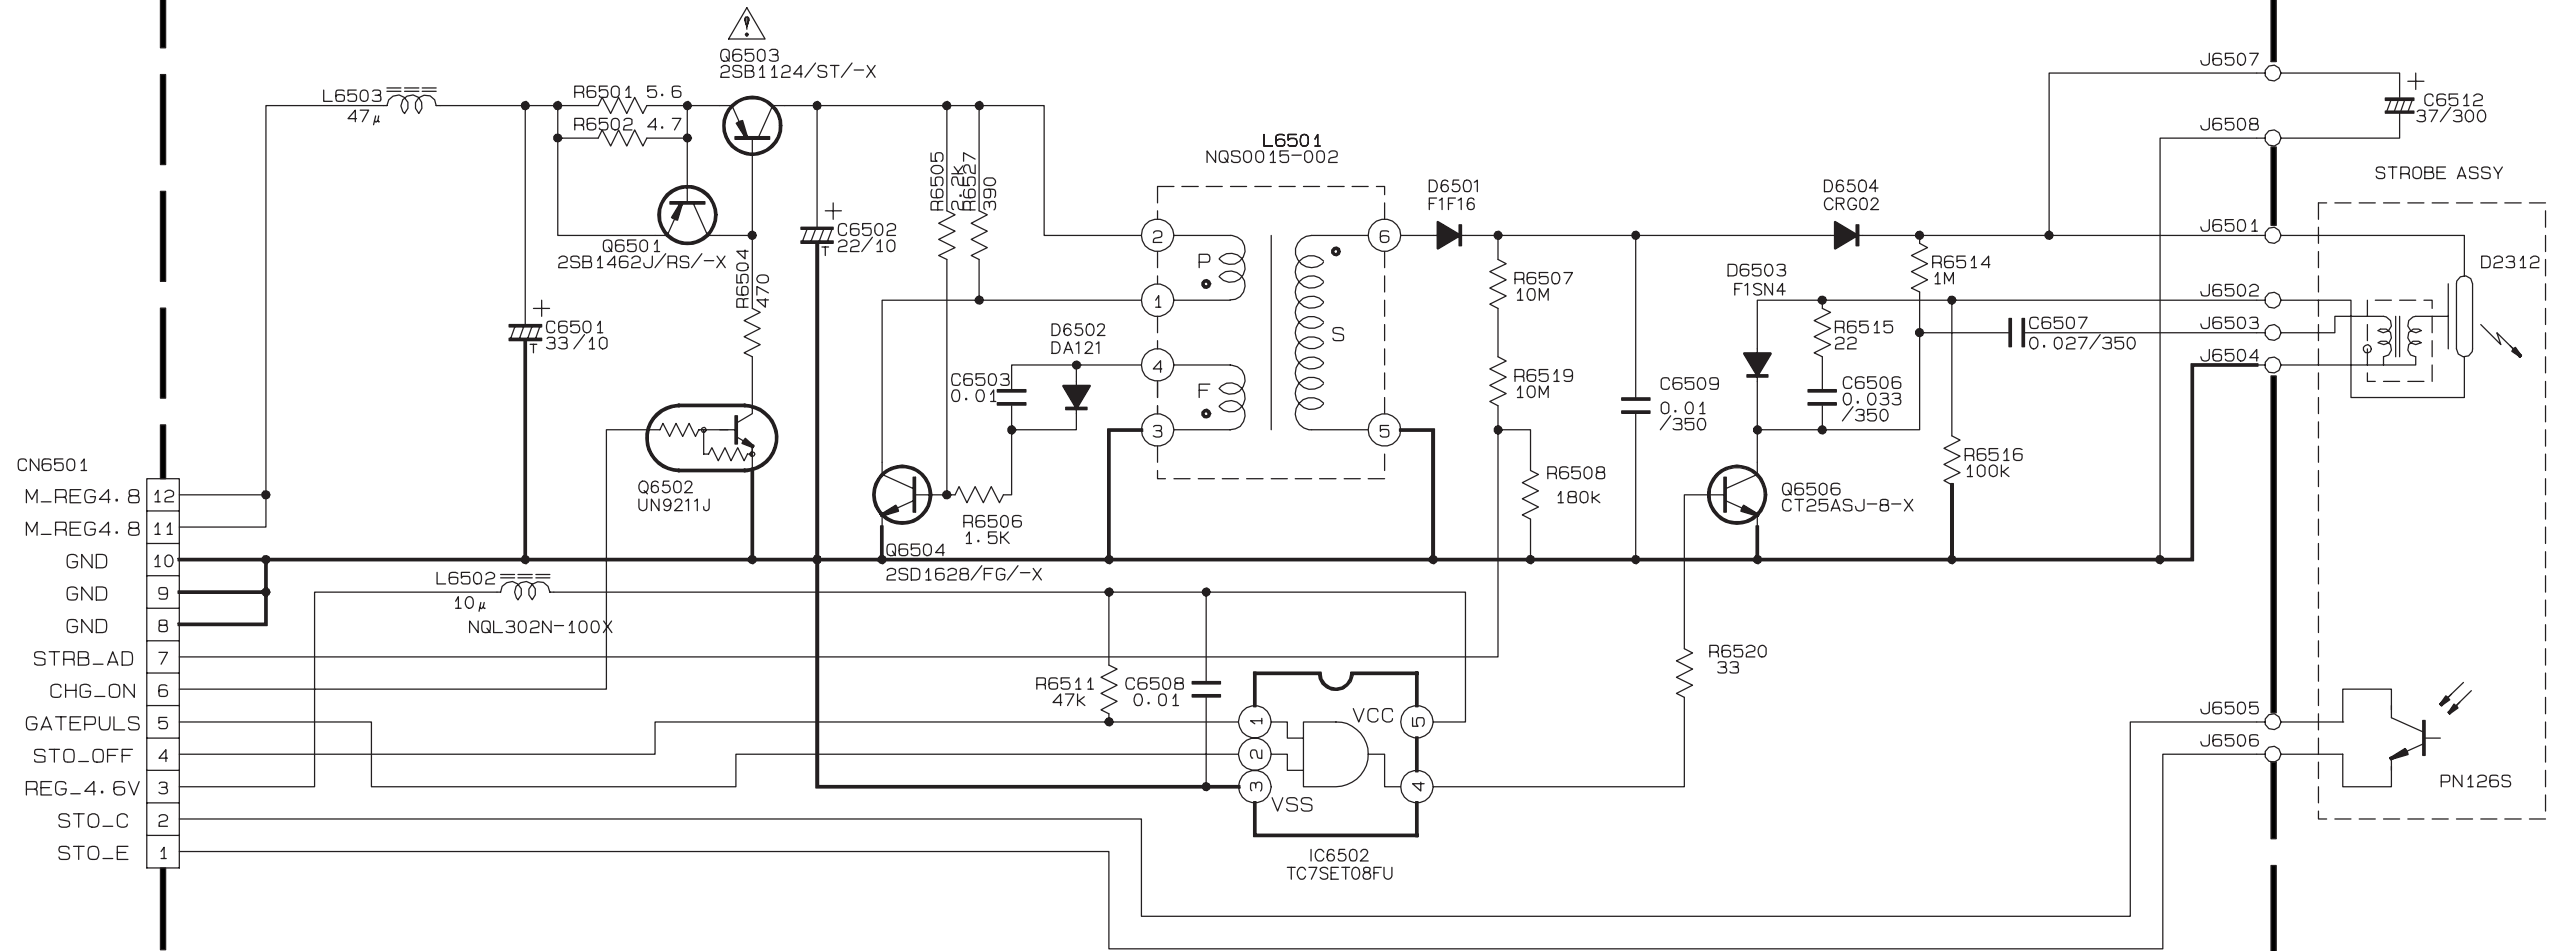 Q6503
2SB1124/ST/-X
L6503
47μ
R6501 5.6
R6502 4.7
Q6501
2SB1462J/RS/-X
R6504
470
C6501
33/10
T
C6502
22/10
T
R6505
2.2k
R6527
390
L6501
NQS0015-002
2
1
4
3
P
F
S
6
5
D6502
DA121
C6503
0.01
Q6502
UN9211J
R6506
1.5K
Q6504
2SD1628/FG/-X
D6501
F1F16
R6507
10M
R6519
10M
R6508
180k
C6509
0.01
/350
D6504
CRG02
D6503
F1SN4
R6514
1M
R6515
22
C6506
0.033
/350
C6507
0.027/350
R6516
100k
Q6506
CT25ASJ-8-X
R6520
33
J6507
J6508
C6512
37/300
STROBE ASSY
J6501
J6502
J6503
J6504
D2312
J6505
J6506
PN126S
CN6501
M_REG4.8 12
M_REG4.8 11
GND 10
GND 9
GND 8
STRB_AD 7
CHG_ON 6
GATEPULS 5
STO_OFF 4
REG_4.6V 3
STO_C 2
STO_E 1
L6502
10μ
NQL302N-100X
R6511
47k
C6508
0.01
1
2
3
VCC
VSS
5
4
IC6502
TC7SET08FU